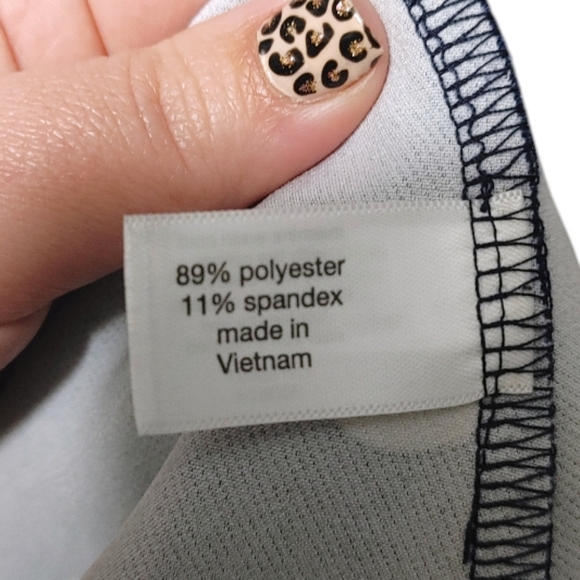 89% polyester
11% spandex
made in
Vietnam